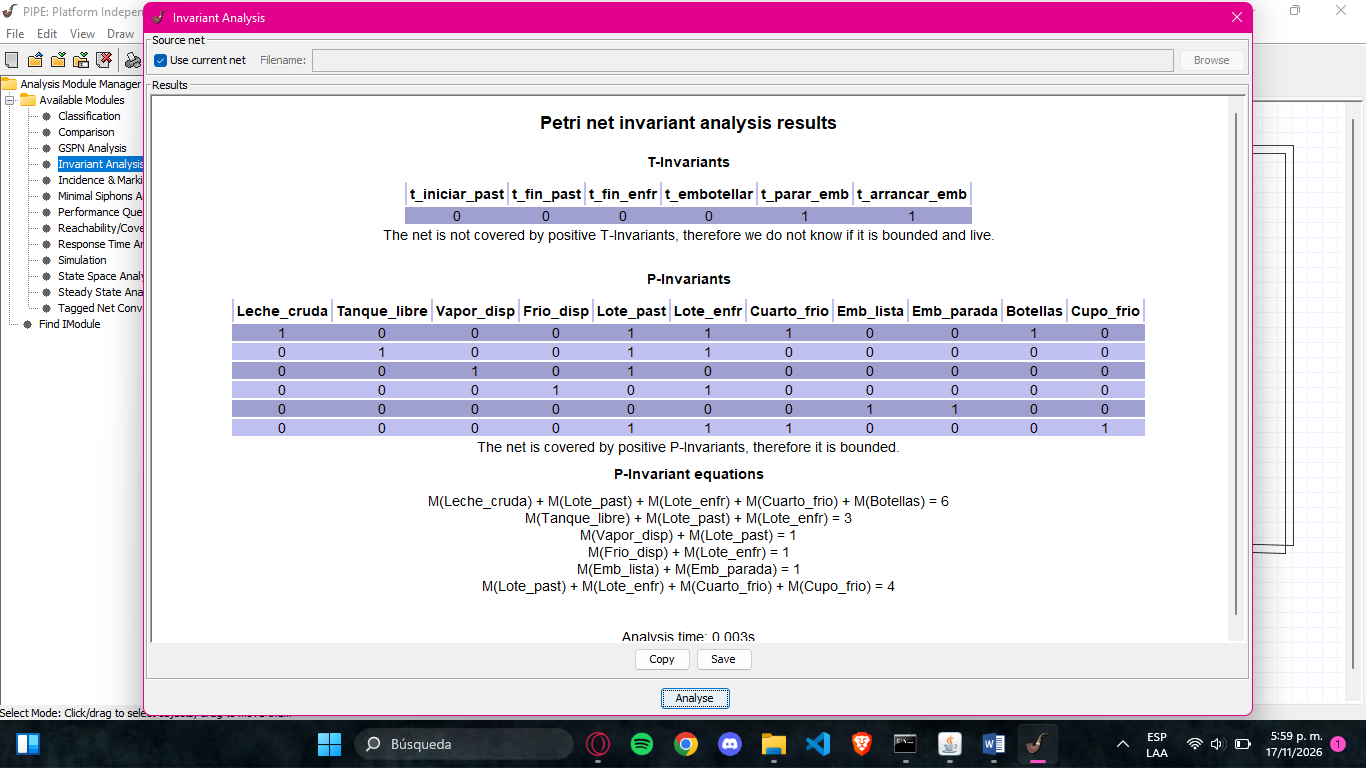 PIPE: Platform Indepen
Invariant Analysis
File Edit View Draw
Source net
Use current net Filename: Browse
Results
Analysis Module Manager
Available Modules
Classification
Comparison
GSPN Analysis
Invariant Analysis
Incidence & Marki
Minimal Siphons A
Performance Que
Reachability/Cove
Response Time An
Simulation
State Space Analy
Steady State Ana
Tagged Net Conv
Find IModule
Petri net invariant analysis results
T-Invariants
t_iniciar_past t_fin_past t_fin_enfr t_embotellar t_parar_emb t_arrancar_emb
0 0 0 0 1 1
The net is not covered by positive T-Invariants, therefore we do not know if it is bounded and live.
P-Invariants
Leche_cruda Tanque_libre Vapor_disp Frio_disp Lote_past Lote_enfr Cuarto_frio Emb_lista Emb_parada Botellas Cupo_frio
1 0 0 0 1 1 1 0 0 1 0
0 1 0 0 1 1 0 0 0 0 0
0 0 1 0 1 0 0 0 0 0 0
0 0 0 1 0 1 0 0 0 0 0
0 0 0 0 0 0 0 1 1 0 0
0 0 0 0 1 1 1 0 0 0 1
The net is covered by positive P-Invariants, therefore it is bounded.
P-Invariant equations
M(Leche_cruda) + M(Lote_past) + M(Lote_enfr) + M(Cuarto_frio) + M(Botellas) = 6
M(Tanque_libre) + M(Lote_past) + M(Lote_enfr) = 3
M(Vapor_disp) + M(Lote_past) = 1
M(Frio_disp) + M(Lote_enfr) = 1
M(Emb_lista) + M(Emb_parada) = 1
M(Lote_past) + M(Lote_enfr) + M(Cuarto_frio) + M(Cupo_frio) = 4
Analysis time: 0.003s
Copy Save
Analyse
Select Mode: Click/drag to select objects; drag to move them
Búsqueda
ESP
LAA
5:59 p. m.
17/11/2026
1